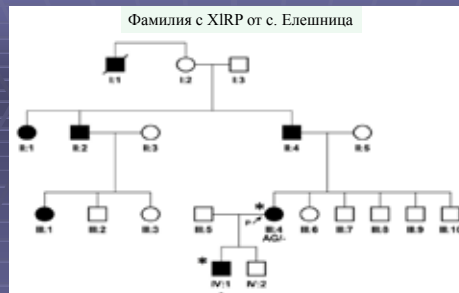 Фамилия с XlRP от с. Елешница
I:1 I:2 I:3
II:1 II:2 II:3 II:4 II:5
III:1 III:2 III:3 III:5 P III:4 III:6 III:7 III:8 III:9 III:10
AG/-
IV:1 IV:2